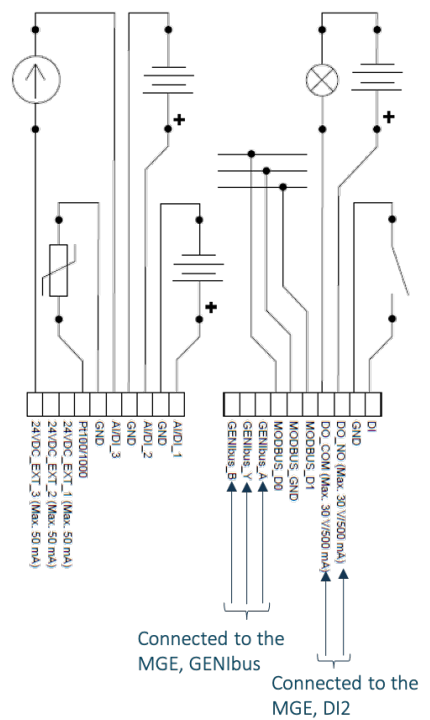 +
+
+
24VDC_EXT_3 (Max. 50 mA)
24VDC_EXT_2 (Max. 50 mA)
24VDC_EXT_1 (Max. 50 mA)
Pt100/1000
GND
AI/DI_3
GND
AI/DI_2
GND
AI/DI_1
GENIbus_B
GENIbus_Y
GENIbus_A
MODBUS_D0
MODBUS_GND
MODBUS_D1
DO_COM (Max. 30 V/500 mA)
DO_NO (Max. 30 V/500 mA)
GND
DI
Connected to the
MGE, GENIbus
Connected to the
MGE, DI2